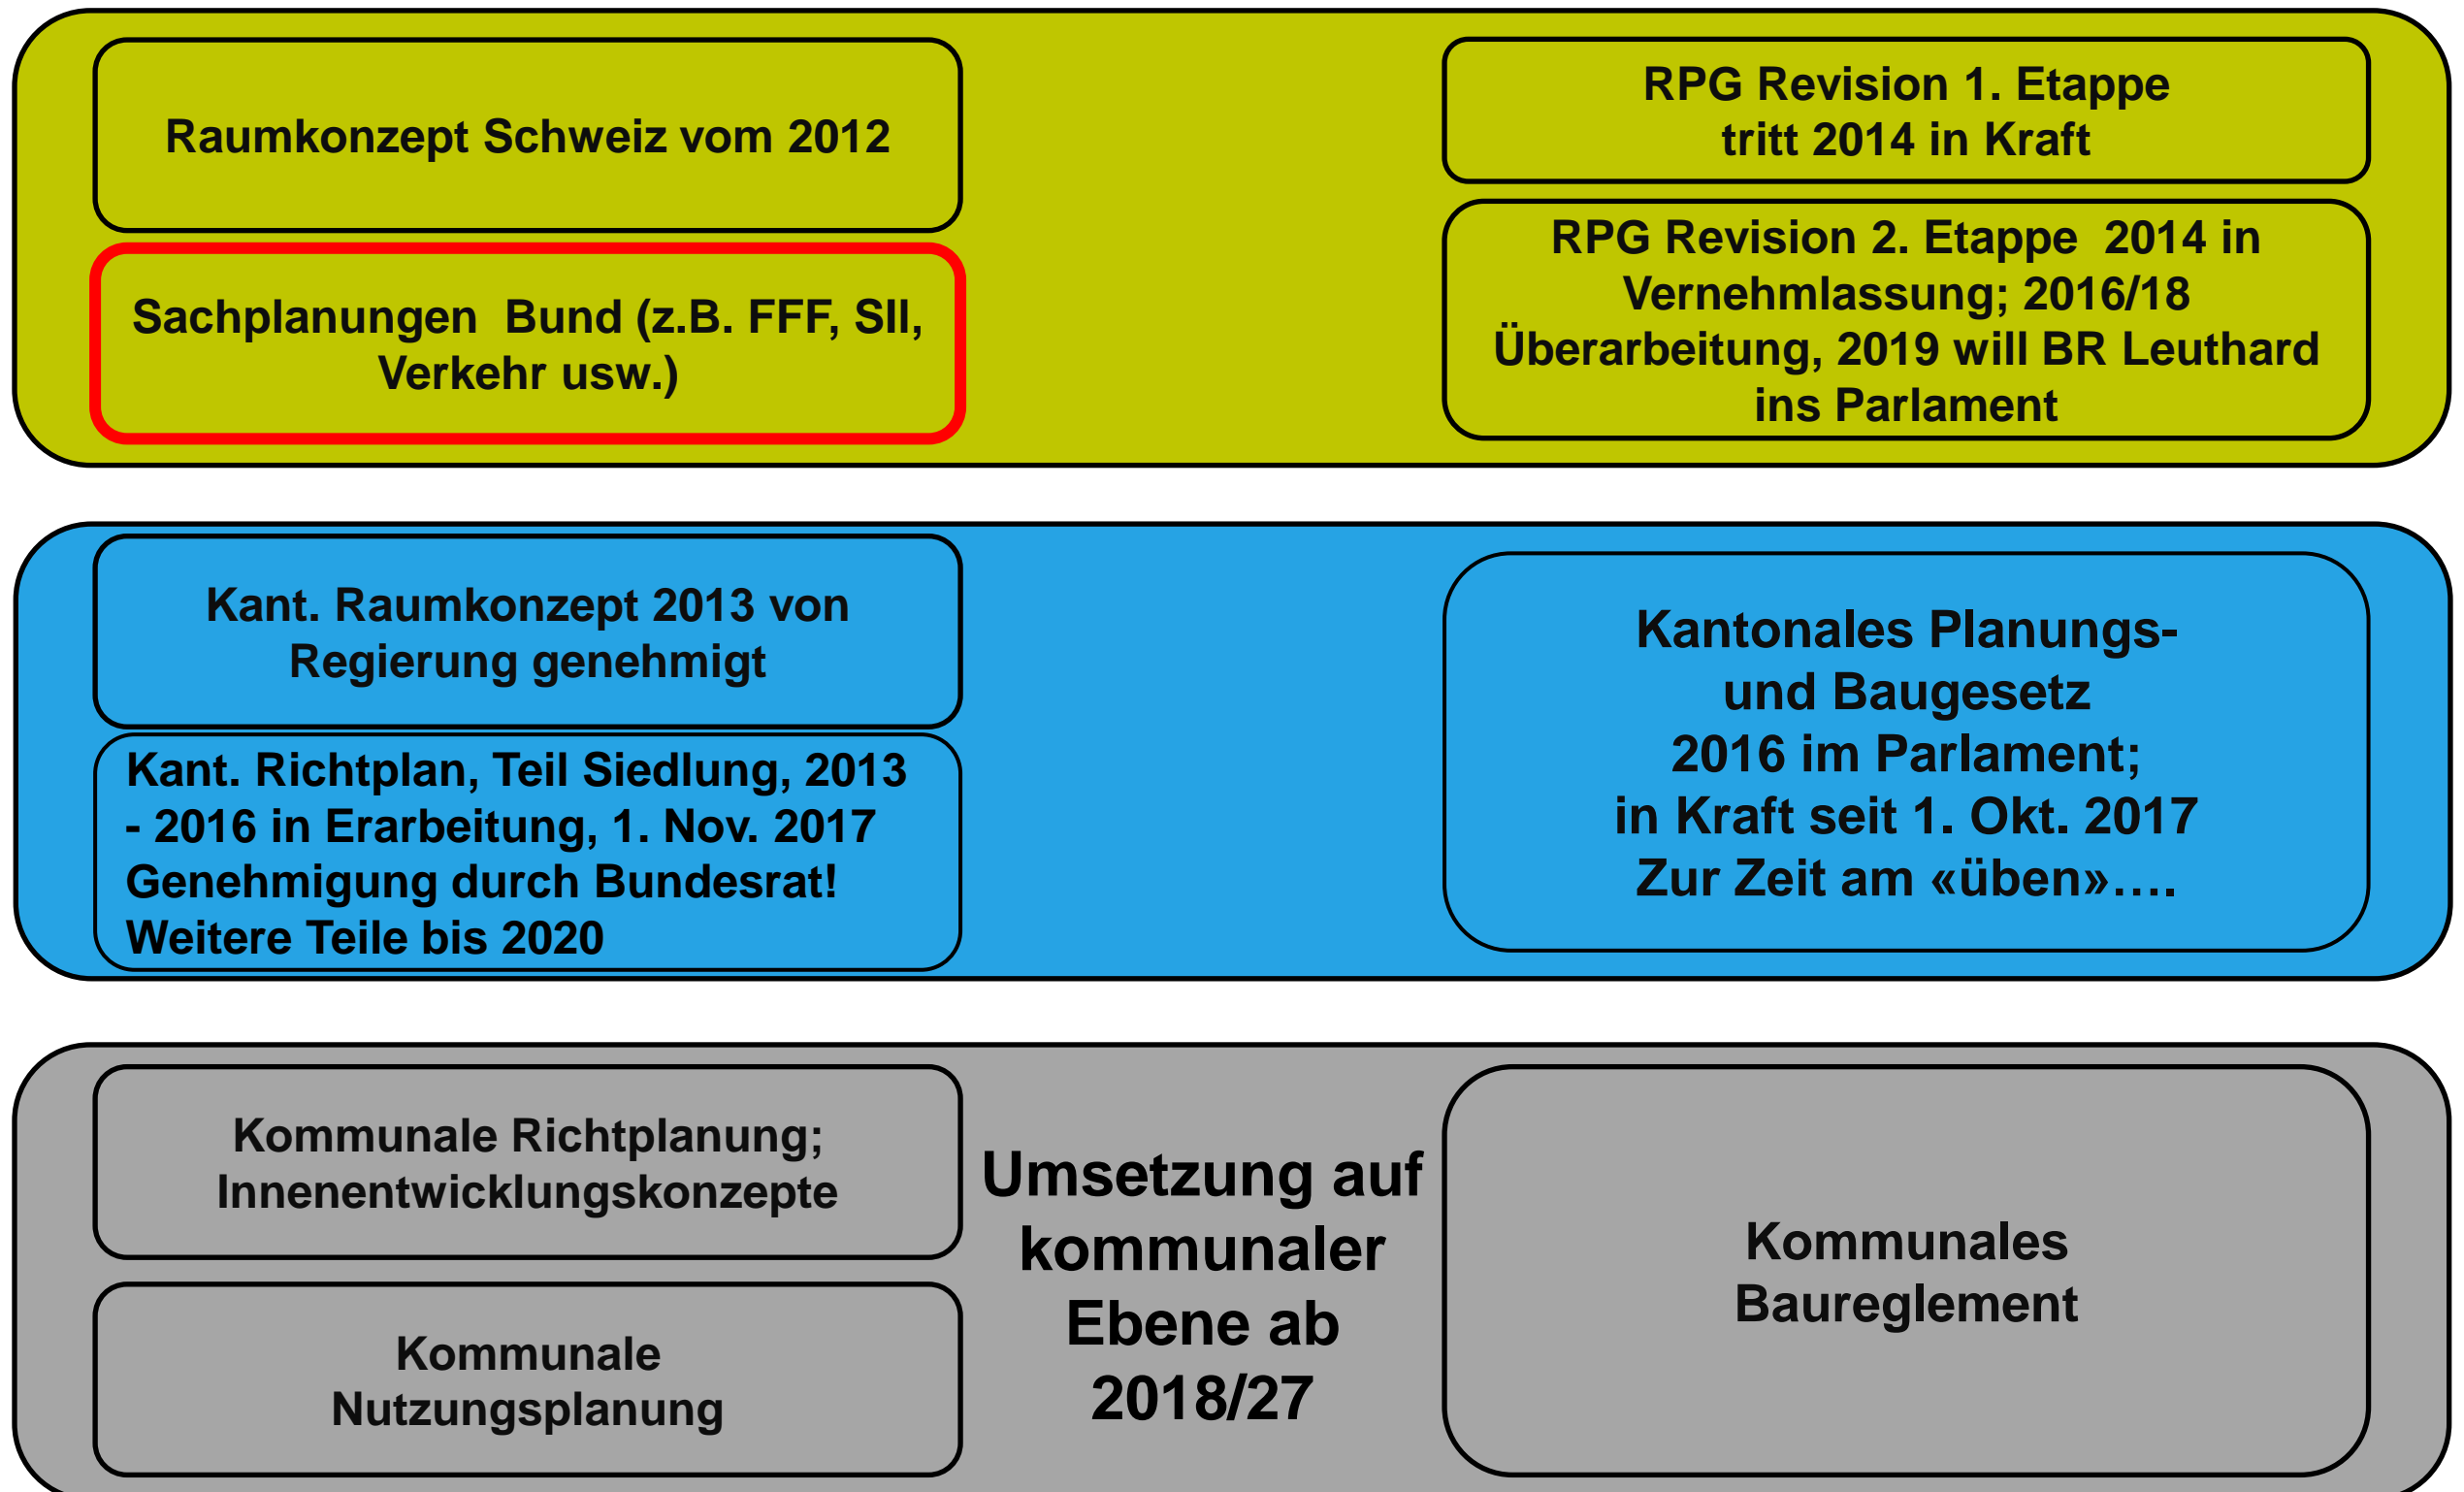 Raumkonzept Schweiz vom 2012
Sachplanungen  Bund (z.B. FFF, SIl,
Verkehr usw.)
RPG Revision 1. Etappe
tritt 2014 in Kraft
RPG Revision 2. Etappe  2014 in
Vernehmlassung; 2016/18
Überarbeitung, 2019 will BR Leuthard
ins Parlament
Kant. Raumkonzept 2013 von
Regierung genehmigt
Kant. Richtplan, Teil Siedlung, 2013
- 2016 in Erarbeitung, 1. Nov. 2017
Genehmigung durch Bundesrat!
Weitere Teile bis 2020
Kantonales Planungs-
und Baugesetz
2016 im Parlament;
in Kraft seit 1. Okt. 2017
Zur Zeit am «üben»….
Kommunale Richtplanung;
Innenentwicklungskonzepte
Kommunale
Nutzungsplanung
Umsetzung auf
kommunaler
Ebene ab
2018/27
Kommunales
Baureglement